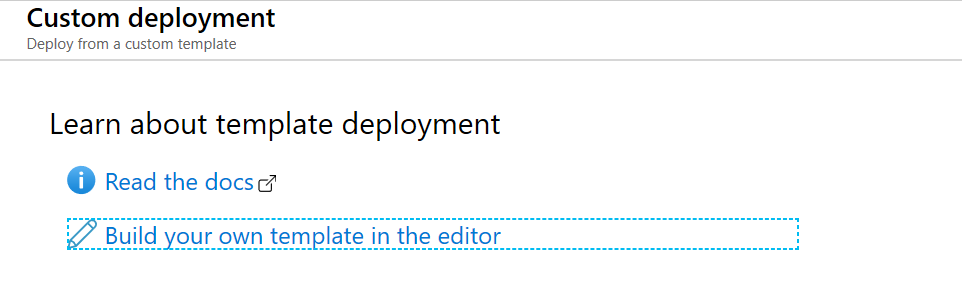 Custom deployment
Deploy from a custom template
Learn about template deployment
Read the docs
Build your own template in the editor